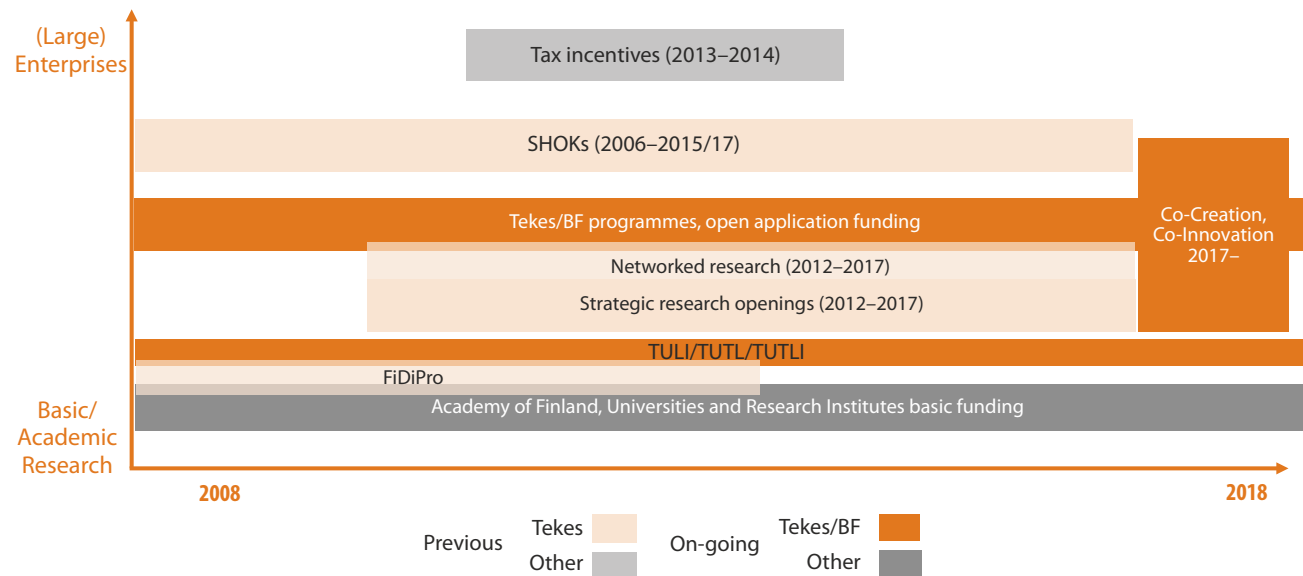 (Large)
Enterprises
Tax incentives (2013–2014)
SHOKs (2006–2015/17)
Tekes/BF programmes, open application funding
Co-Creation,
Co-Innovation
2017–
Networked research (2012–2017)
Strategic research openings (2012–2017)
TULI/TUTL/TUTLI
FiDiPro
Academy of Finland, Universities and Research Institutes basic funding
Basic/
Academic
Research
2008
2018
Previous
Tekes
Other
On-going
Tekes/BF
Other